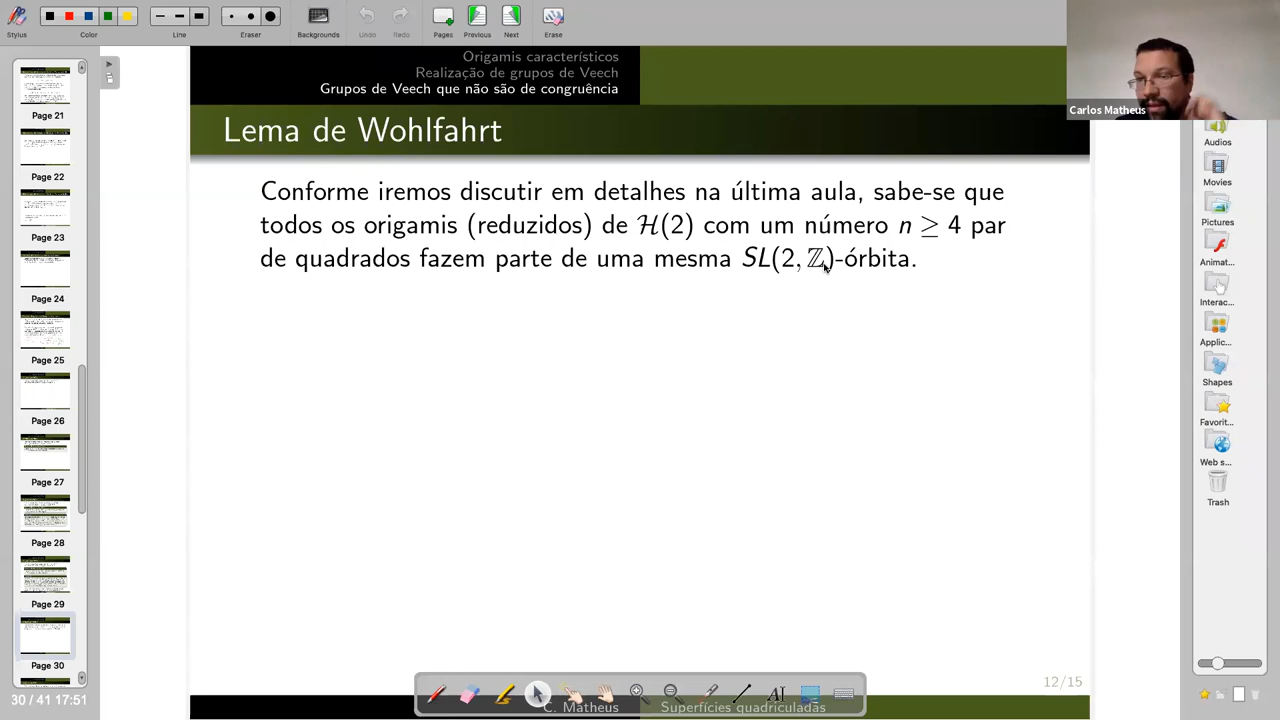 Stylus
Color
Line
Eraser
Backgrounds
Undo
Redo
Pages
Previous
Next
Erase
Origamis característicos
Realização de grupos de Veech
Grupos de Veech que não são de congruência
Carlos Matheus
Lema de Wohlfahrt
Conforme iremos discutir em detalhes na última aula, sabe-se que
todos os origamis (reduzidos) de ℋ(2) com um número n ≥ 4 par
de quadrados fazem parte de uma mesma SL(2, ℤ)-órbita.
Page 21
Page 22
Page 23
Page 24
Page 25
Page 26
Page 27
Page 28
Page 29
Page 30
30 / 41 17:51
Audios
Movies
Pictures
Animat...
Interac...
Applic...
Shapes
Favorit...
Web s...
Trash
12/15
C. Matheus
Superfícies quadriculadas